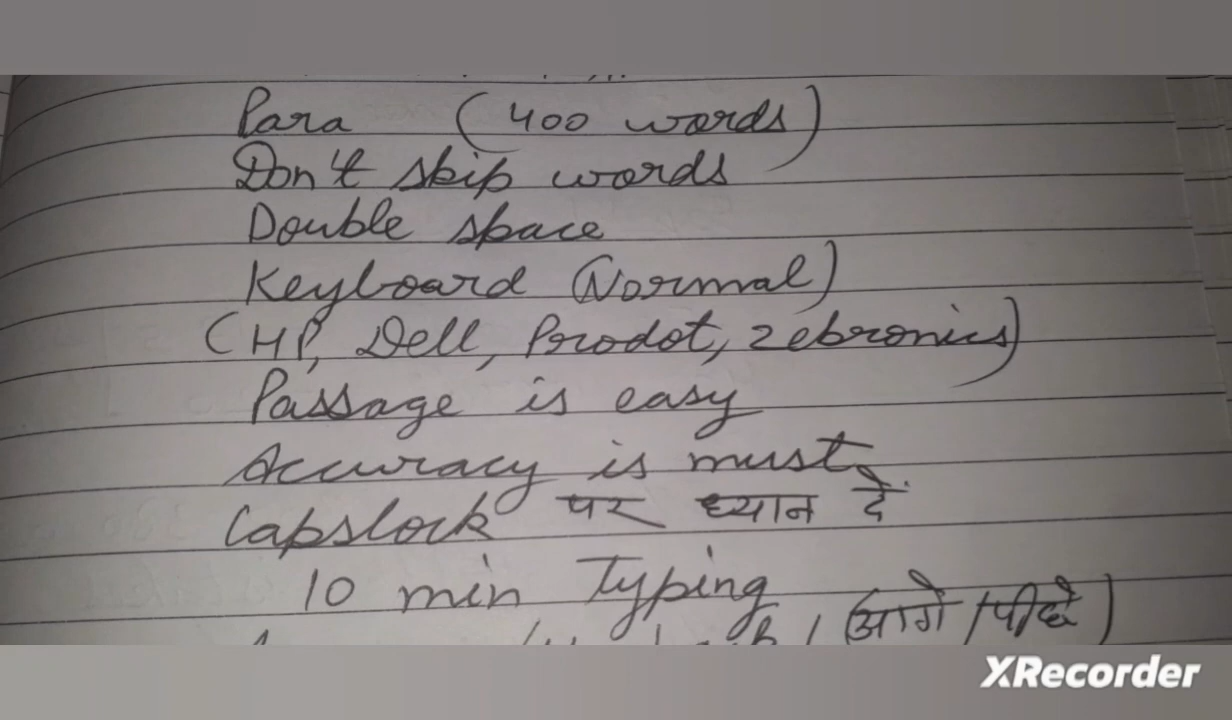 Para (400 words)
Don't skip words
Double space
Keyboard (Normal)
(HP, Dell, Prodot, zebronics)
Passage is easy
Accuracy is must
Capslock पर ध्यान दें
10 min Typing
(आगे / पीछे)
XRecorder